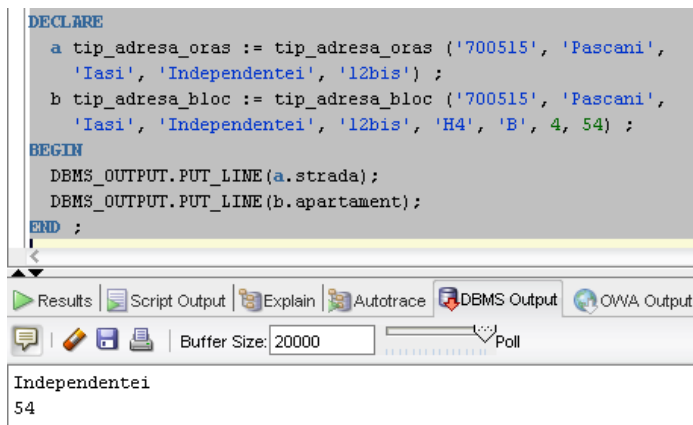 DECLARE
a tip_adresa_oras := tip_adresa_oras ('700515', 'Pascani',
'Iasi', 'Independentei', '12bis') ;
b tip_adresa_bloc := tip_adresa_bloc ('700515', 'Pascani',
'Iasi', 'Independentei', '12bis', 'H4', 'B', 4, 54) ;
BEGIN
DBMS_OUTPUT.PUT_LINE(a.strada);
DBMS_OUTPUT.PUT_LINE(b.apartament);
END ;
Results Script Output Explain Autotrace DBMS Output OWA Output
Buffer Size: 20000 Poll
Independentei
54